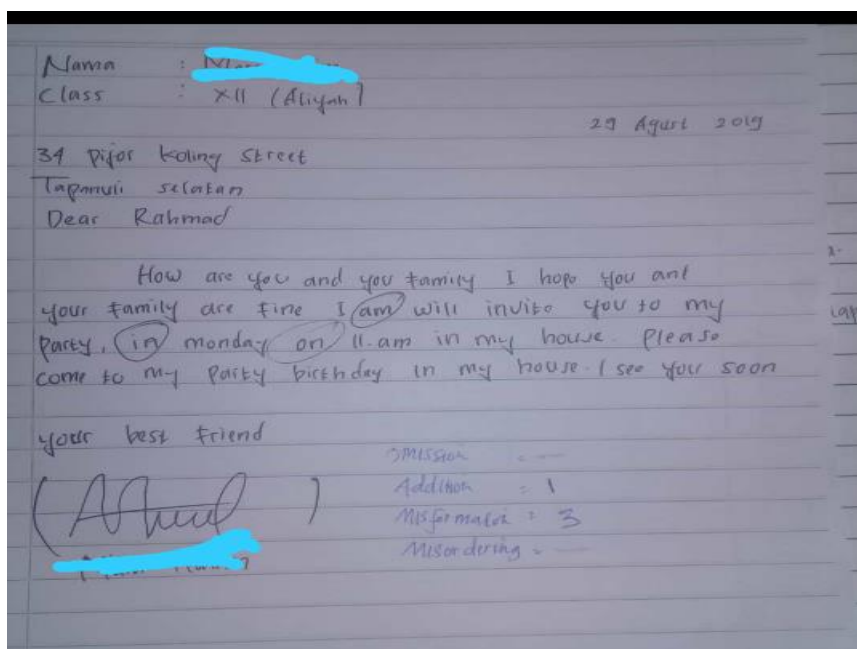 Nama :
Class : XII (Aliyah)
29 Agust 2019
34 Pijor Koling Street
Tapanuli selatan
Dear Rahmad
How are you and you family I hope you ant
your family are fine I am will invite you to my
party, in monday on 11.am in my house. Please
come to my party birthday in my house. I see you soon
your best friend
Omission : —
Addition : 1
Misformation : 3
Misordering : —